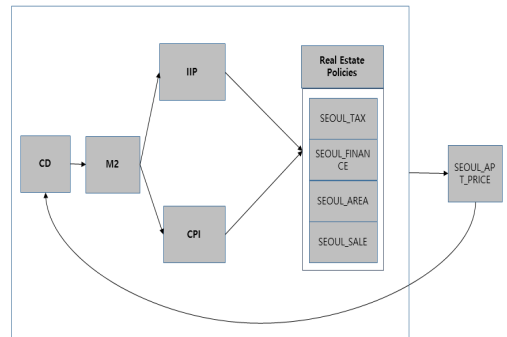 IIP
Real Estate
Policies
SEOUL_TAX
SEOUL_FINAN
CE
CD
M2
SEOUL_AP
T_PRICE
SEOUL_AREA
CPI
SEOUL_SALE